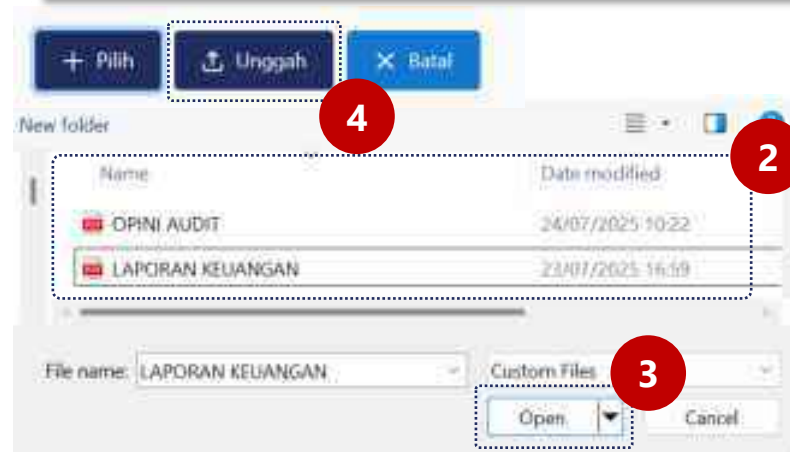 + Pilih Unggah × Batal
4
New folder
2
Name Date modified
OPINI AUDIT 24/07/2025 10:22
LAPORAN KEUANGAN 23/07/2025 16:59
File name: LAPORAN KEUANGAN Custom Files
3
Open Cancel